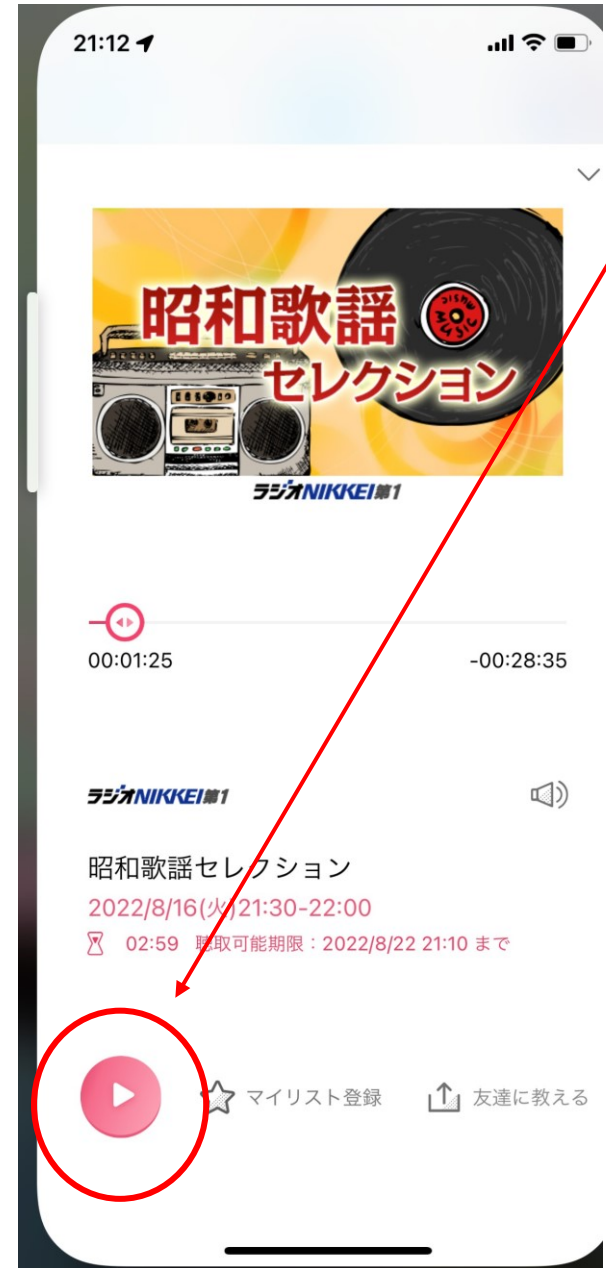 21:12
昭和歌謡
セレクション
MUSIC
MUSIC
ラジオNIKKEI第1
00:01:25
-00:28:35
ラジオNIKKEI第1
昭和歌謡セレクション
2022/8/16(火)21:30-22:00
02:59 聴取可能期限：2022/8/22 21:10 まで
マイリスト登録
友達に教える